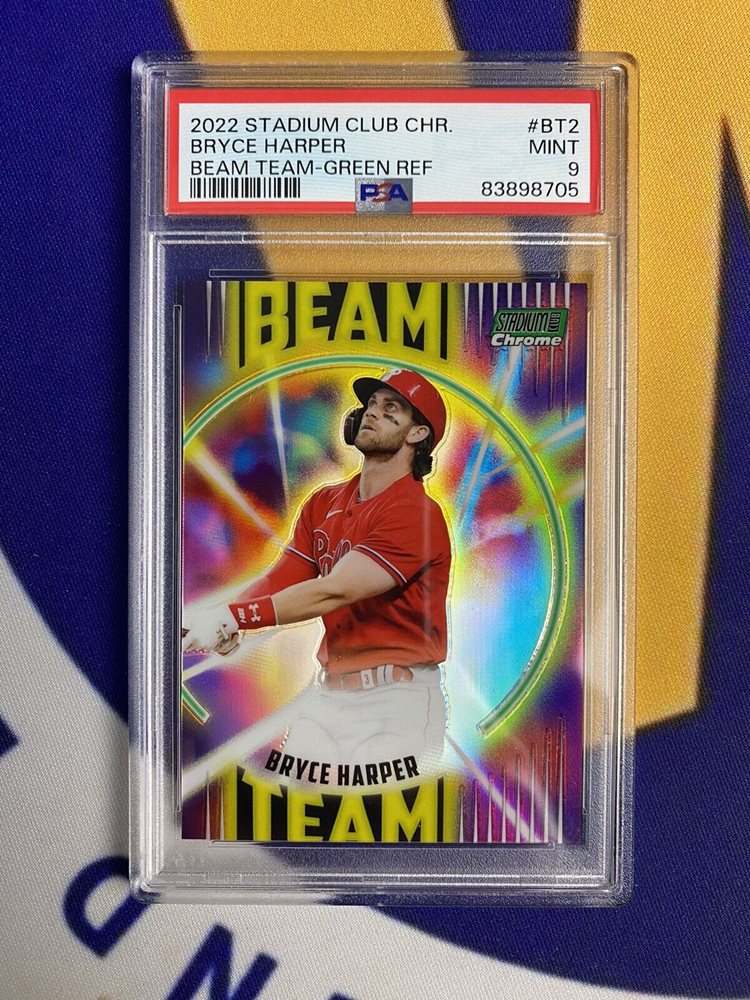 2022 STADIUM CLUB CHR. #BT2
BRYCE HARPER MINT
BEAM TEAM-GREEN REF 9
PSA 83898705
BEAM
STADIUM CLUB
Chrome
P
3
BRYCE HARPER
TEAM
N D